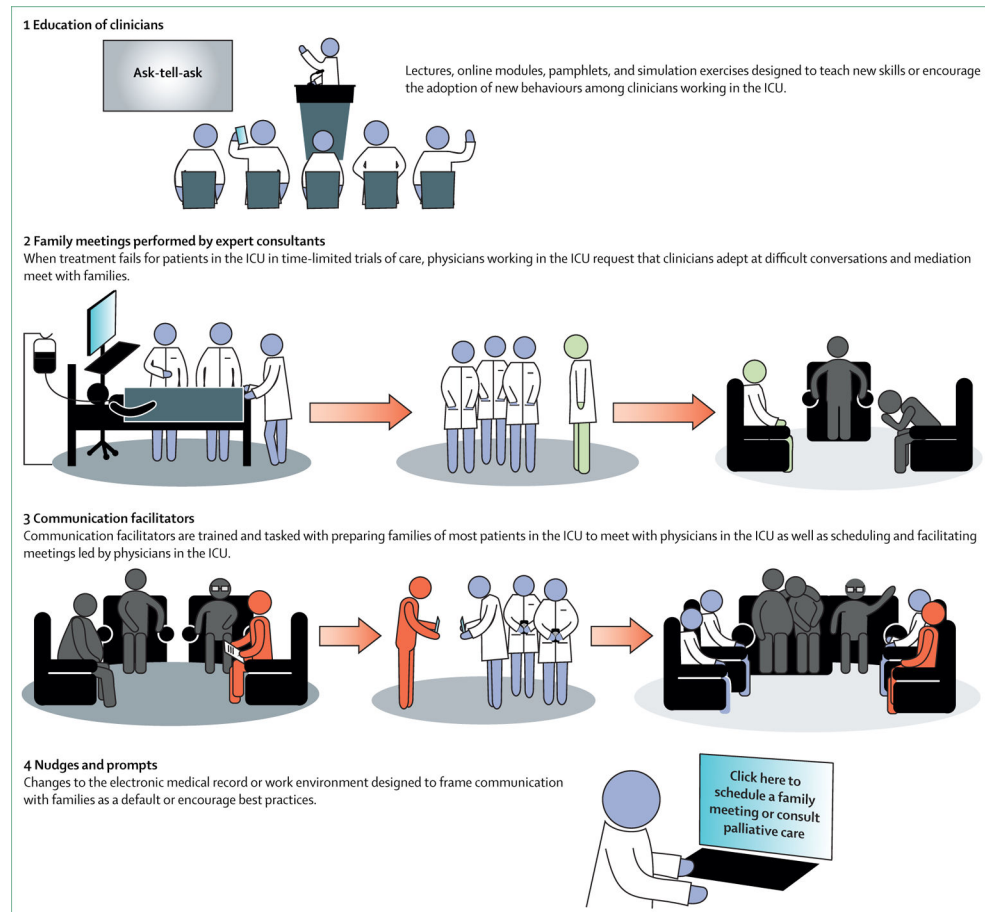 1 Education of clinicians
Ask-tell-ask
Lectures, online modules, pamphlets, and simulation exercises designed to teach new skills or encourage
the adoption of new behaviours among clinicians working in the ICU.
2 Family meetings performed by expert consultants
When treatment fails for patients in the ICU in time-limited trials of care, physicians working in the ICU request that clinicians adept at difficult conversations and mediation
meet with families.
3 Communication facilitators
Communication facilitators are trained and tasked with preparing families of most patients in the ICU to meet with physicians in the ICU as well as scheduling and facilitating
meetings led by physicians in the ICU.
4 Nudges and prompts
Changes to the electronic medical record or work environment designed to frame communication
with families as a default or encourage best practices.
Click here to
schedule a family
meeting or consult
palliative care